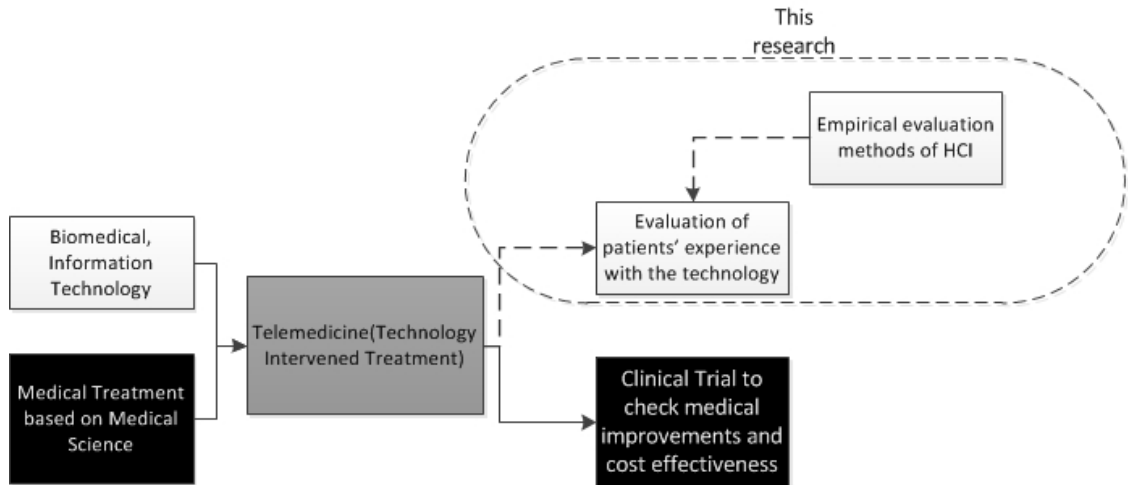 This
research
Empirical evaluation
methods of HCI
Evaluation of
patients' experience
with the technology
Biomedical,
Information
Technology
Telemedicine(Technology
Intervened Treatment)
Medical Treatment
based on Medical
Science
Clinical Trial to
check medical
improvements and
cost effectiveness